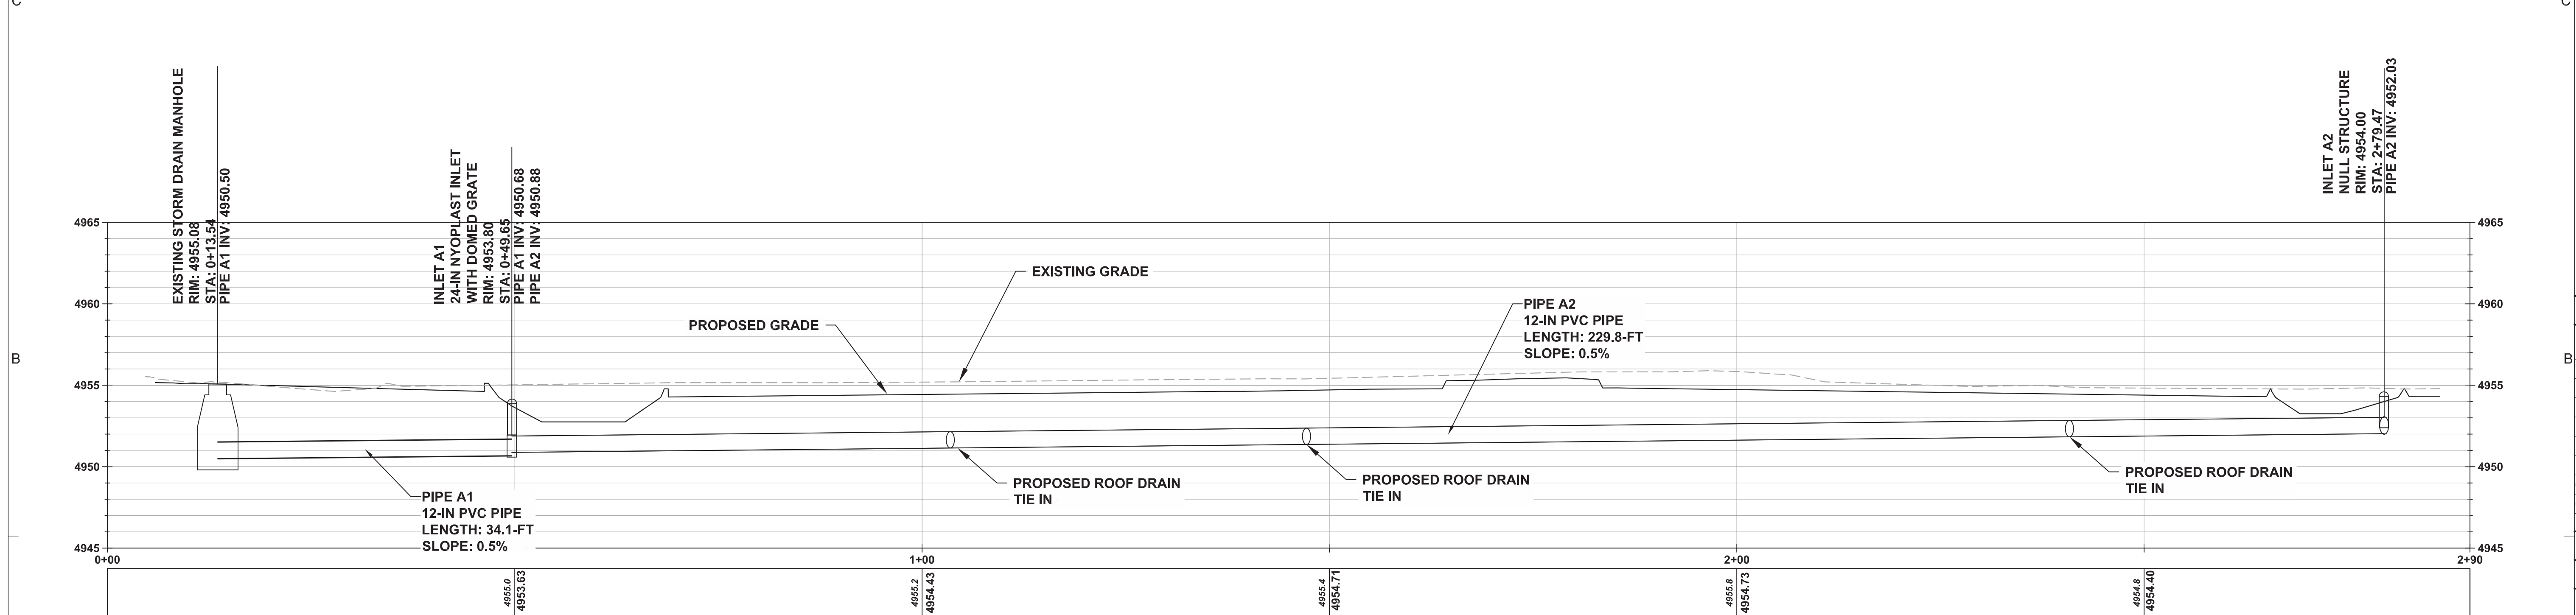 C
C
EXISTING STORM DRAIN MANHOLE
RIM: 4955.08
STA: 0+13.54
PIPE A1 INV: 4950.50
INLET A1
24-IN NYOPLAST INLET
WITH DOMED GRATE
RIM: 4953.80
STA: 0+49.65
PIPE A1 INV: 4950.68
PIPE A2 INV: 4950.88
INLET A2
NULL STRUCTURE
RIM: 4954.00
STA: 2+79.47
PIPE A2 INV: 4952.03
4965
4965
EXISTING GRADE
4960
4960
PIPE A2
12-IN PVC PIPE
LENGTH: 229.8-FT
SLOPE: 0.5%
PROPOSED GRADE
B
B
4955
4955
4950
4950
PROPOSED ROOF DRAIN
TIE IN
PROPOSED ROOF DRAIN
TIE IN
PROPOSED ROOF DRAIN
TIE IN
PIPE A1
12-IN PVC PIPE
LENGTH: 34.1-FT
SLOPE: 0.5%
4945
4945
0+00
1+00
2+00
2+90
4955.0
4953.63
4955.2
4954.43
4955.4
4954.71
4955.8
4954.73
4954.8
4954.40